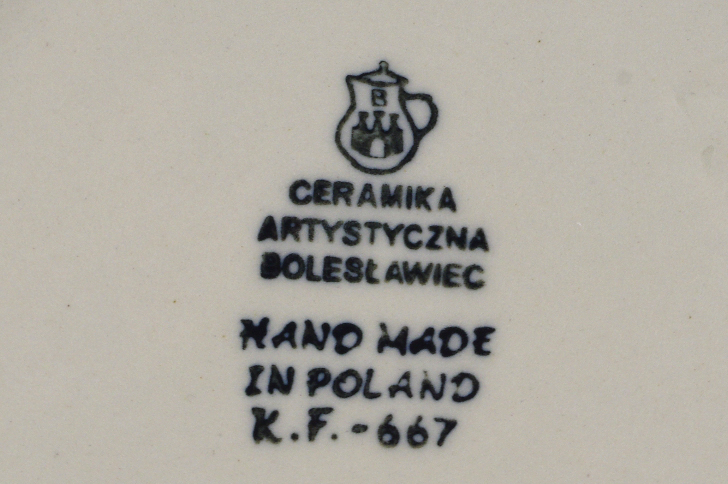 B
CERAMIKA
ARTYSTYCZNA
BOLESŁAWIEC
HAND MADE
IN POLAND
K.F.-667